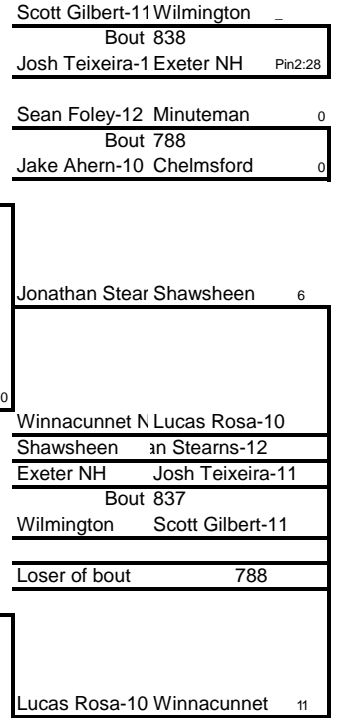 Scott Gilbert-11 Wilmington _
Bout 838
Josh Teixeira-1 Exeter NH Pin2:28
Sean Foley-12 Minuteman 0
Bout 788
Jake Ahern-10 Chelmsford 0
Jonathan Stear Shawsheen 6
0
Winnacunnet N Lucas Rosa-10
Shawsheen an Stearns-12
Exeter NH Josh Teixeira-11
Bout 837
Wilmington Scott Gilbert-11
Loser of bout 788
Lucas Rosa-10 Winnacunnet 11